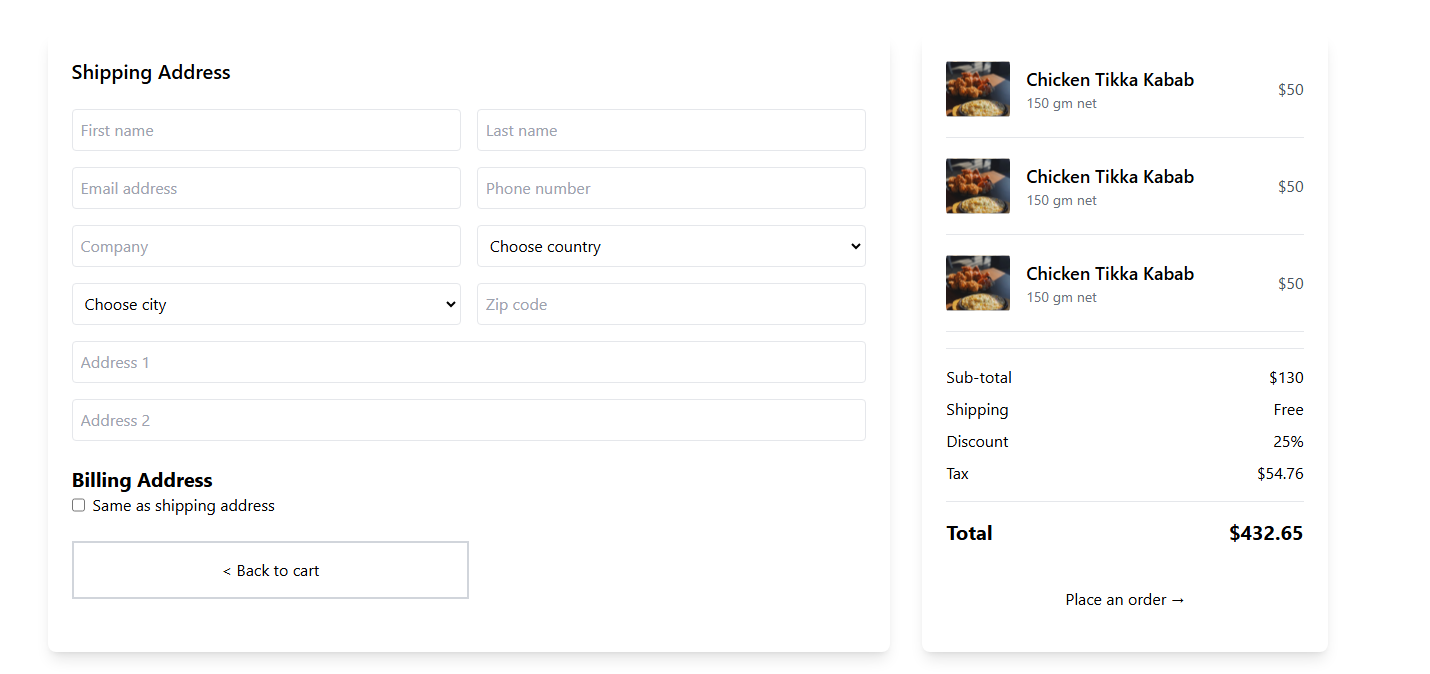 Shipping Address
First name
Last name
Email address
Phone number
Company
Choose country
Choose city
Zip code
Address 1
Address 2
Billing Address
Same as shipping address
< Back to cart
Chicken Tikka Kabab
150 gm net
$50
Chicken Tikka Kabab
150 gm net
$50
Chicken Tikka Kabab
150 gm net
$50
Sub-total $130
Shipping Free
Discount 25%
Tax $54.76
Total $432.65
Place an order →